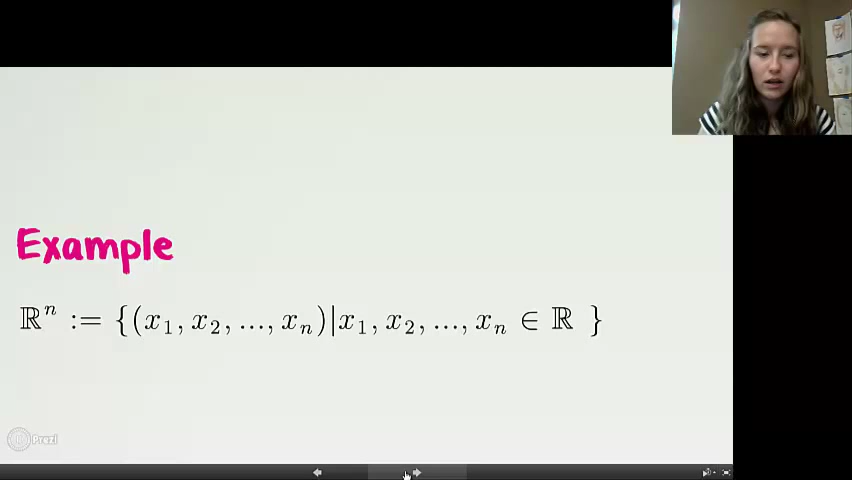 Example
ℝⁿ := {(x₁, x₂, ..., xₙ)|x₁, x₂, ..., xₙ ∈ ℝ }
Prezi